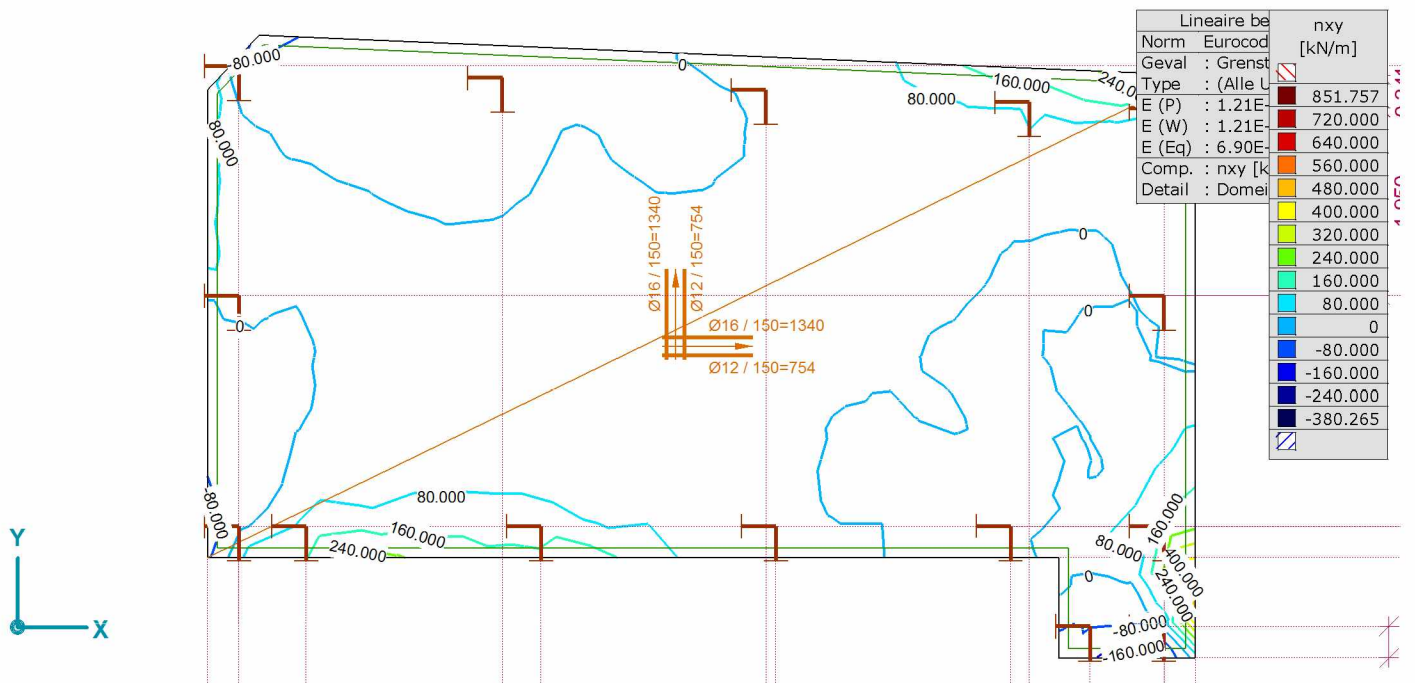 Lineaire be
Norm Eurocod
Geval : Grenst
Type : (Alle U
E (P) : 1.21E-
E (W) : 1.21E-
E (Eq) : 6.90E-
Comp. : nxy [k
Detail : Domei
nxy
[kN/m]
851.757
720.000
640.000
560.000
480.000
400.000
320.000
240.000
160.000
80.000
0
-80.000
-160.000
-240.000
-380.265
-80.000
0
160.000
240.0
80.000
80.000
Ø16 / 150=1340
Ø12 / 150=754
Ø16 / 150=1340
Ø12 / 150=754
0
0
0
-80.000
80.000
160.000
240.000
160.000
80.000
400.000
240.000
0
-80.000
-160.000
Y
X